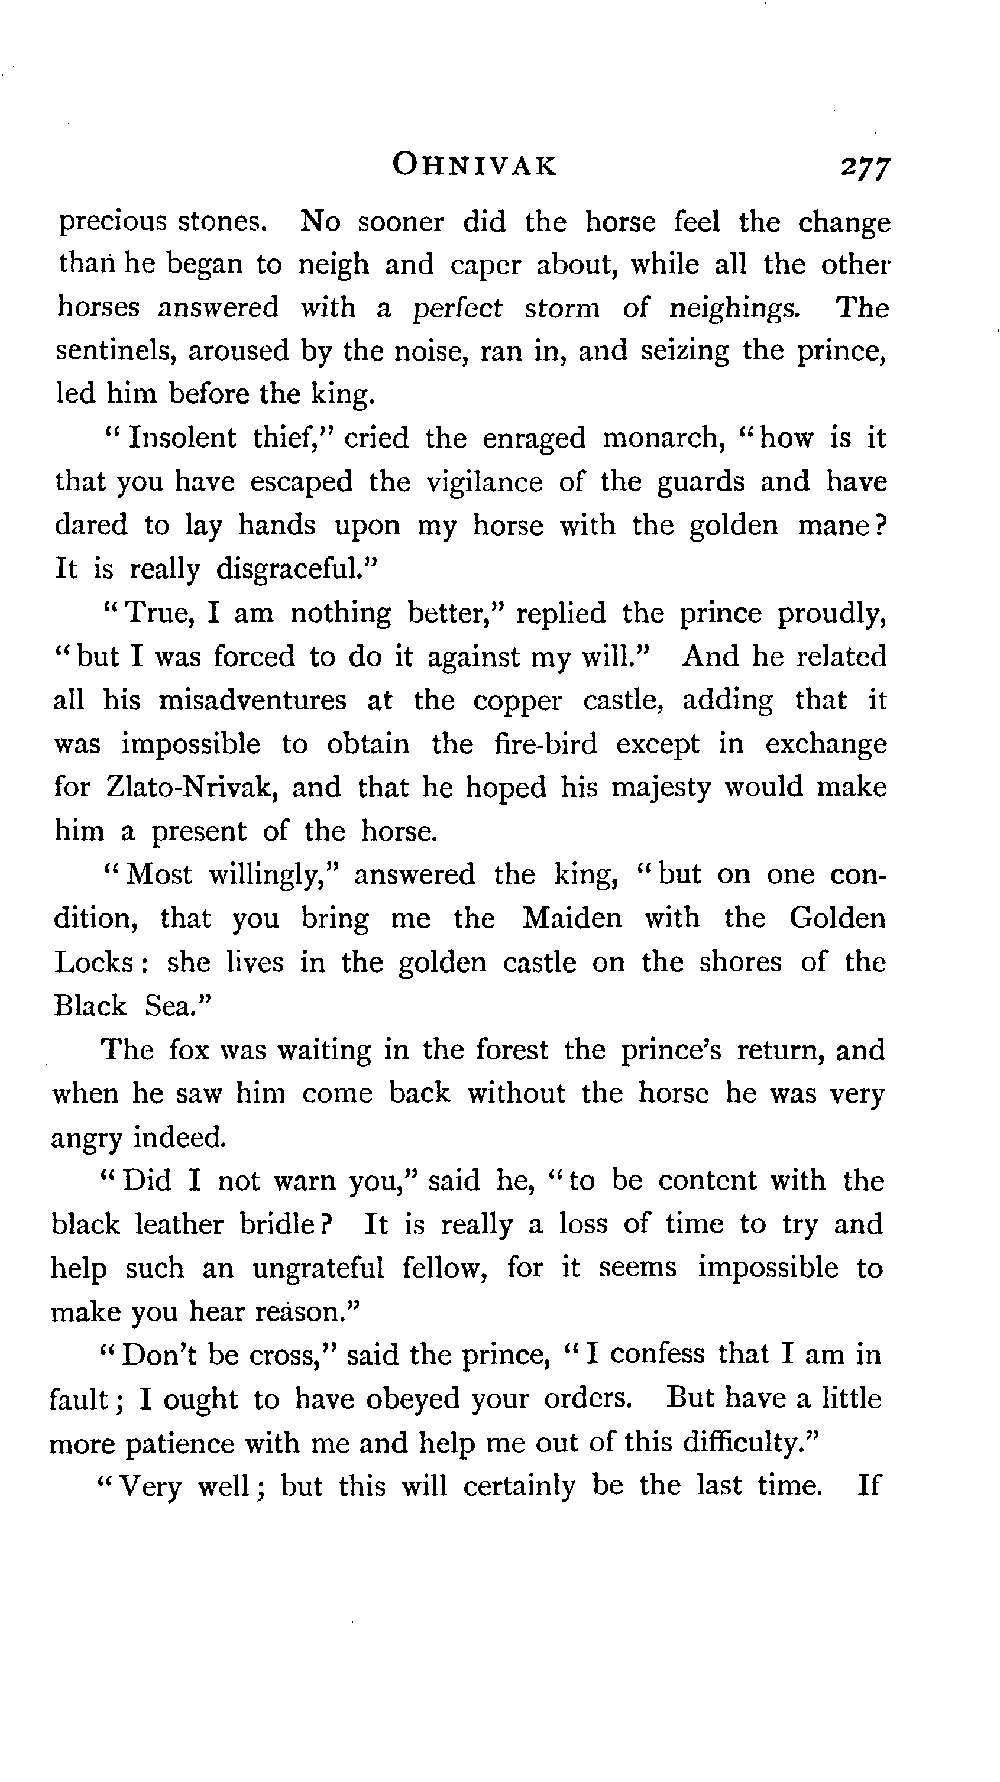 OHNIVAK 277
precious stones. No sooner did the horse feel the change
than he began to neigh and caper about, while all the other
horses answered with a perfect storm of neighings. The
sentinels, aroused by the noise, ran in, and seizing the prince,
led him before the king.
"Insolent thief," cried the enraged monarch, "how is it
that you have escaped the vigilance of the guards and have
dared to lay hands upon my horse with the golden mane?
It is really disgraceful."
"True, I am nothing better," replied the prince proudly,
"but I was forced to do it against my will." And he related
all his misadventures at the copper castle, adding that it
was impossible to obtain the fire-bird except in exchange
for Zlato-Nrivak, and that he hoped his majesty would make
him a present of the horse.
"Most willingly," answered the king, "but on one con-
dition, that you bring me the Maiden with the Golden
Locks: she lives in the golden castle on the shores of the
Black Sea."
The fox was waiting in the forest the prince's return, and
when he saw him come back without the horse he was very
angry indeed.
"Did I not warn you," said he, "to be content with the
black leather bridle? It is really a loss of time to try and
help such an ungrateful fellow, for it seems impossible to
make you hear reason."
"Don't be cross," said the prince, "I confess that I am in
fault; I ought to have obeyed your orders. But have a little
more patience with me and help me out of this difficulty."
"Very well; but this will certainly be the last time. If